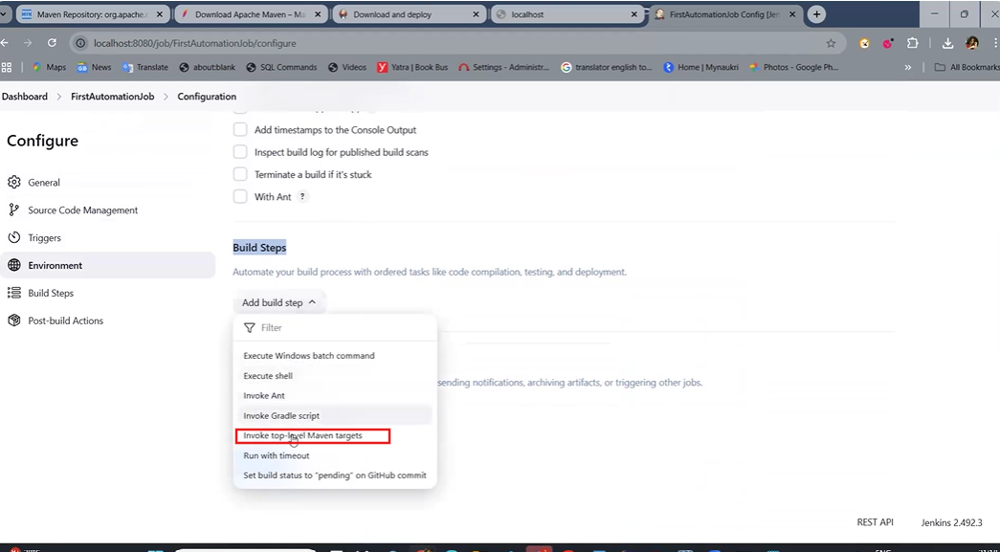 Maven Repository: org.apache.
Download Apache Maven – M
Download and deploy
localhost
FirstAutomationJob Config [Jen
localhost:8080/job/FirstAutomationJob/configure
Maps
News
Translate
about:blank
SQL Commands
Videos
Yatra | Book Bus
Settings - Administr...
translator english to...
Home | Mynaukri
Photos - Google Ph...
»
All Bookmarks
Dashboard > FirstAutomationJob > Configuration
Configure
General
Source Code Management
Triggers
Environment
Build Steps
Post-build Actions
Add timestamps to the Console Output
Inspect build log for published build scans
Terminate a build if it's stuck
With Ant ?
Build Steps
Automate your build process with ordered tasks like code compilation, testing, and deployment.
Add build step
Filter
Execute Windows batch command
Execute shell
Invoke Ant
sending notifications, archiving artifacts, or triggering other jobs.
Invoke Gradle script
Invoke top-level Maven targets
Run with timeout
Set build status to "pending" on GitHub commit
REST API
Jenkins 2.492.3